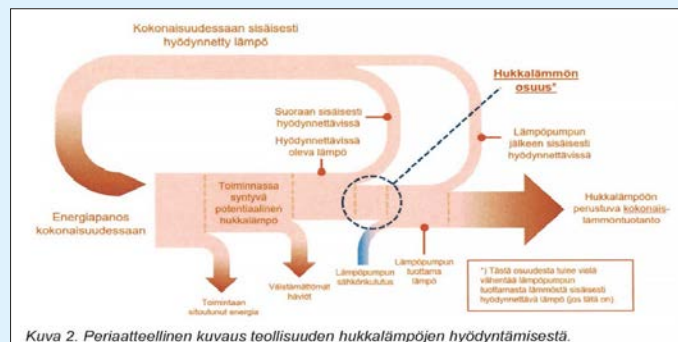 Kokonaisuudessaan sisäisesti
hyödynnetty lämpö
Hukkalämmön
osuus*
Suoraan sisäisesti
hyödynnettävissä
Hyödynnettävissä
oleva lämpö
Lämpöpumpun
jälkeen sisäisesti
hyödynnettävissä
Toiminnassa
syntyvä
potentiaalinen
hukkalämpö
Energiapanos
kokonaisuudessaan
Hukkalämpöön
perustuva kokonais-
lämmöntuotanto
Toimintaan
sitoutunut energia
Väistämättömät
häviöt
Lämpöpumpun
sähkönkulutus
Lämpöpumpun
tuottama
lämpö
*) Tästä osuudesta tulee vielä
vähentää lämpöpumpun
tuottamasta lämmöstä sisäisesti
hyödynnettävä lämpö (jos tätä on)
Kuva 2. Periaatteellinen kuvaus teollisuuden hukkalämpöjen hyödyntämisestä.